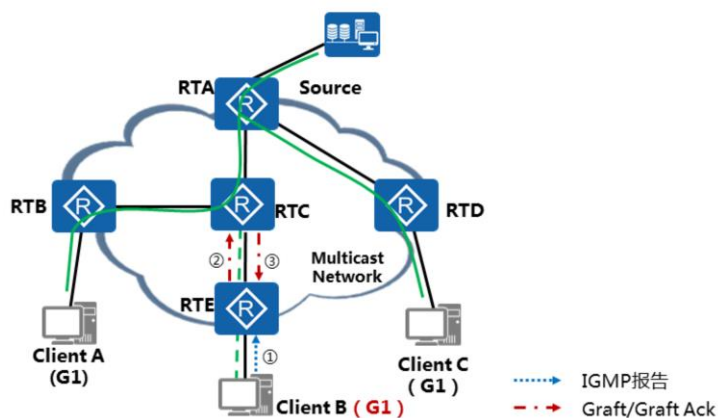 RTA
Source
R
RTB
R
R
RTC
R
RTD
②
③
Multicast
Network
RTE
R
Client A
(G1)
①
Client C
( G1 )
Client B ( G1 )
IGMP报告
Graft/Graft Ack